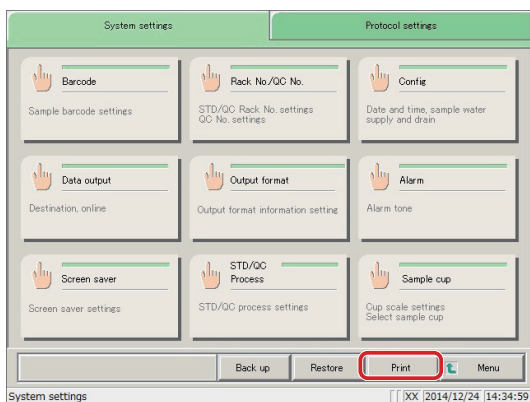 System settings
Protocol settings
Barcode
Sample barcode settings
Rack No./QC No.
STD/QC Rack No. settings
QC No. settings
Config
Date and time, sample water
supply and drain
Data output
Destination, online
Output format
Output format information setting
Alarm
Alarm tone
Screen saver
Screen saver settings
STD/QC
Process
STD/QC process settings
Sample cup
Cup scale settings
Select sample cup
Back up
Restore
Print
Menu
System settings
XX 2014/12/24 14:34:59